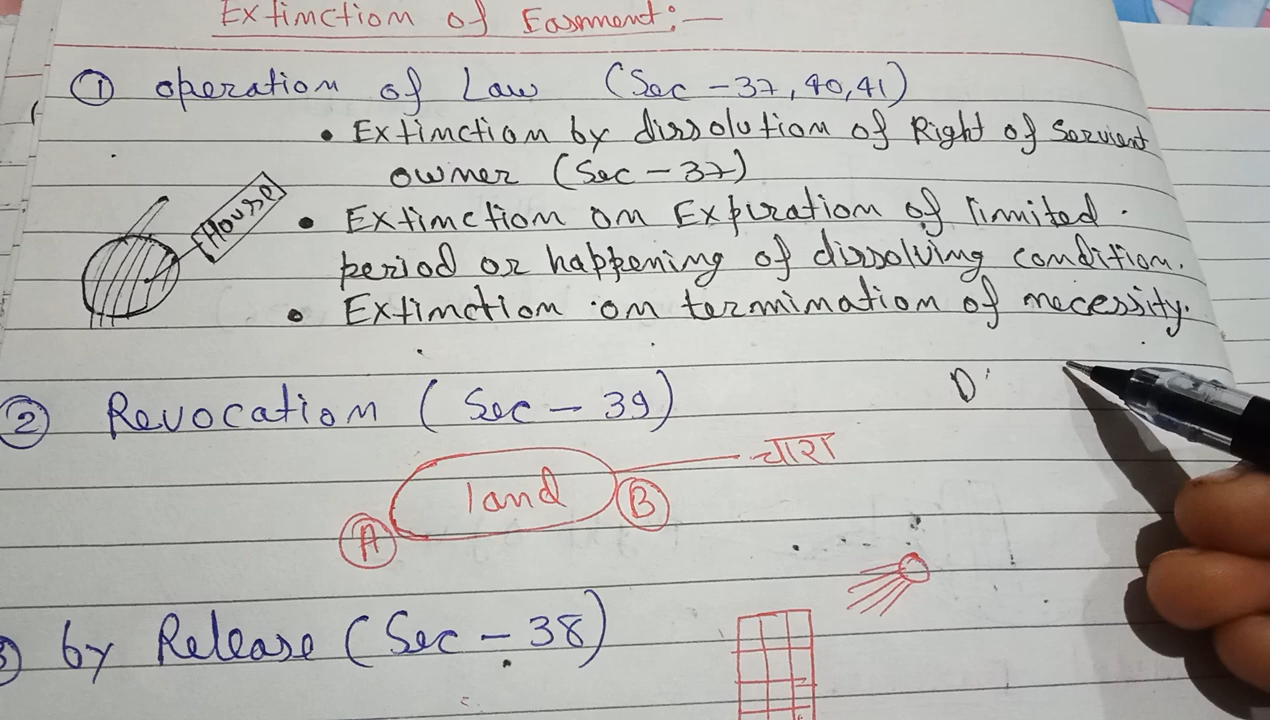 Extinction of Easmment:-
① operation of Law (Sec - 37, 40, 41)
• Extinction by dissolution of Right of Servient
owner (Sec - 37)
House
• Extinction on Expiration of limited
period or happening of dissolving condition.
• Extinction on termination of necessity.
② Revocation (Sec - 39)
D
चारा
land
A
B
by Release (Sec - 38)